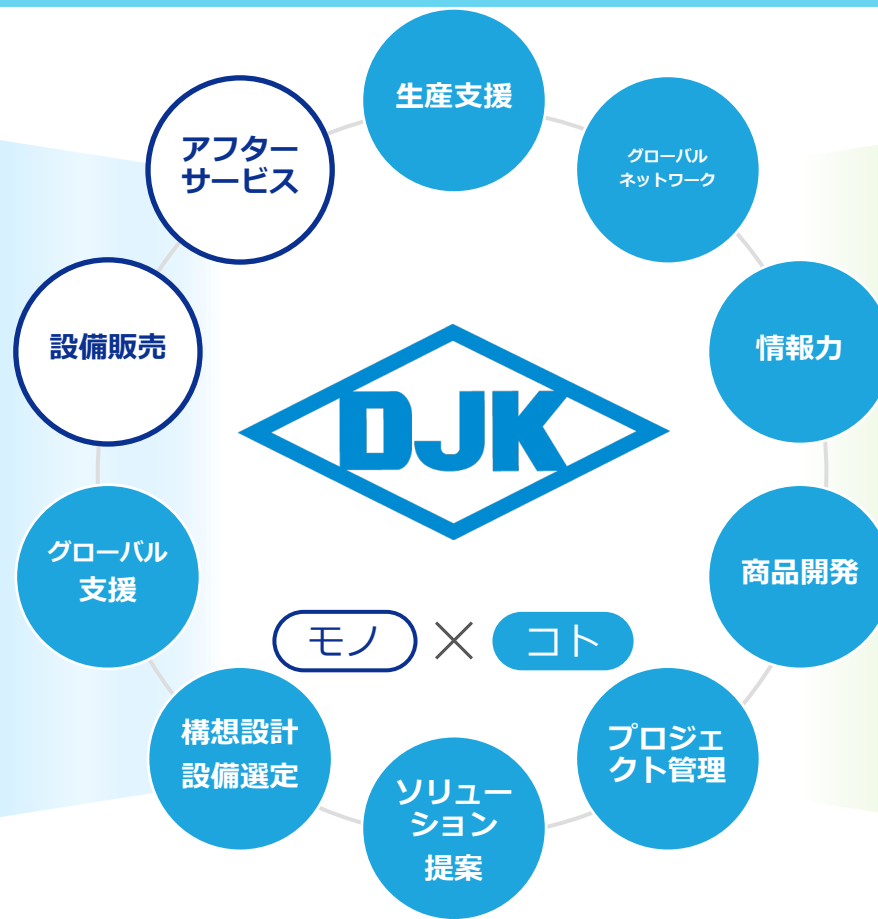 生産支援
グローバル
ネットワーク
情報力
商品開発
プロジェ
クト管理
ソリュー
ション
提案
構想設計
設備選定
グローバル
支援
設備販売
アフター
サービス
DJK
モノ × コト